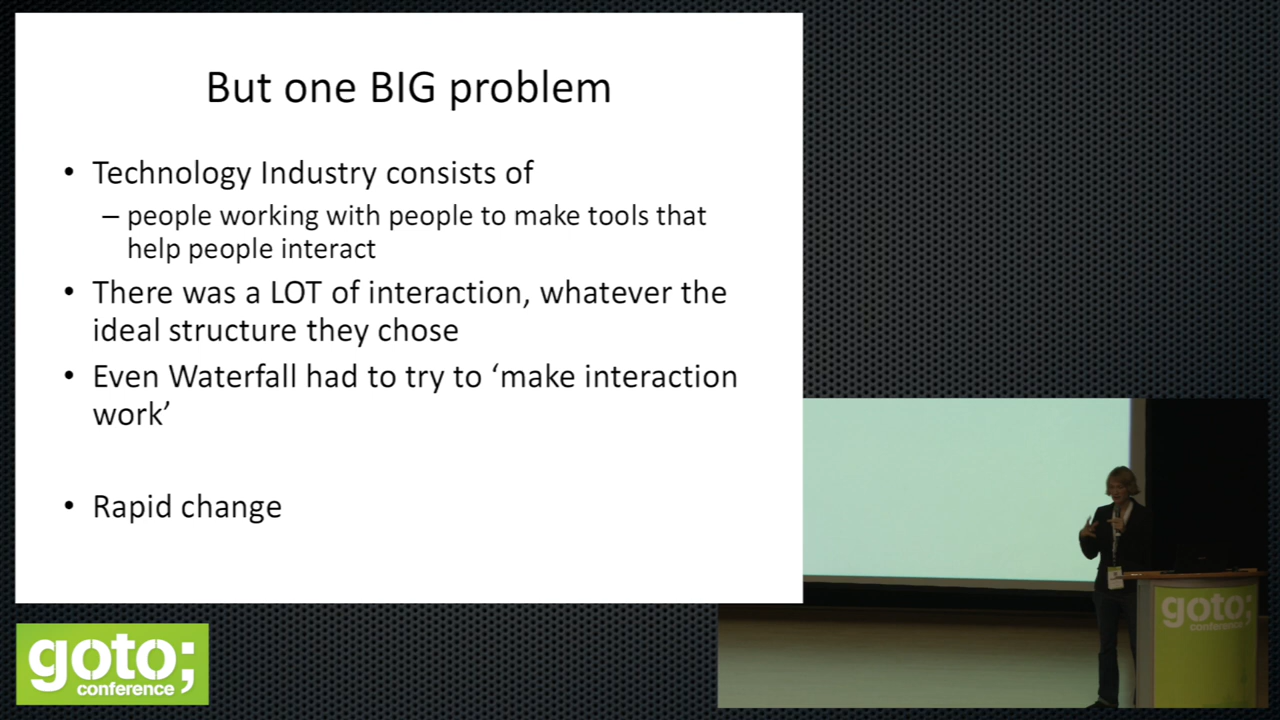 But one BIG problem
• Technology Industry consists of
– people working with people to make tools that
help people interact
• There was a LOT of interaction, whatever the
ideal structure they chose
• Even Waterfall had to try to ‘make interaction
work’
• Rapid change
goto;
conference
goto;
conference